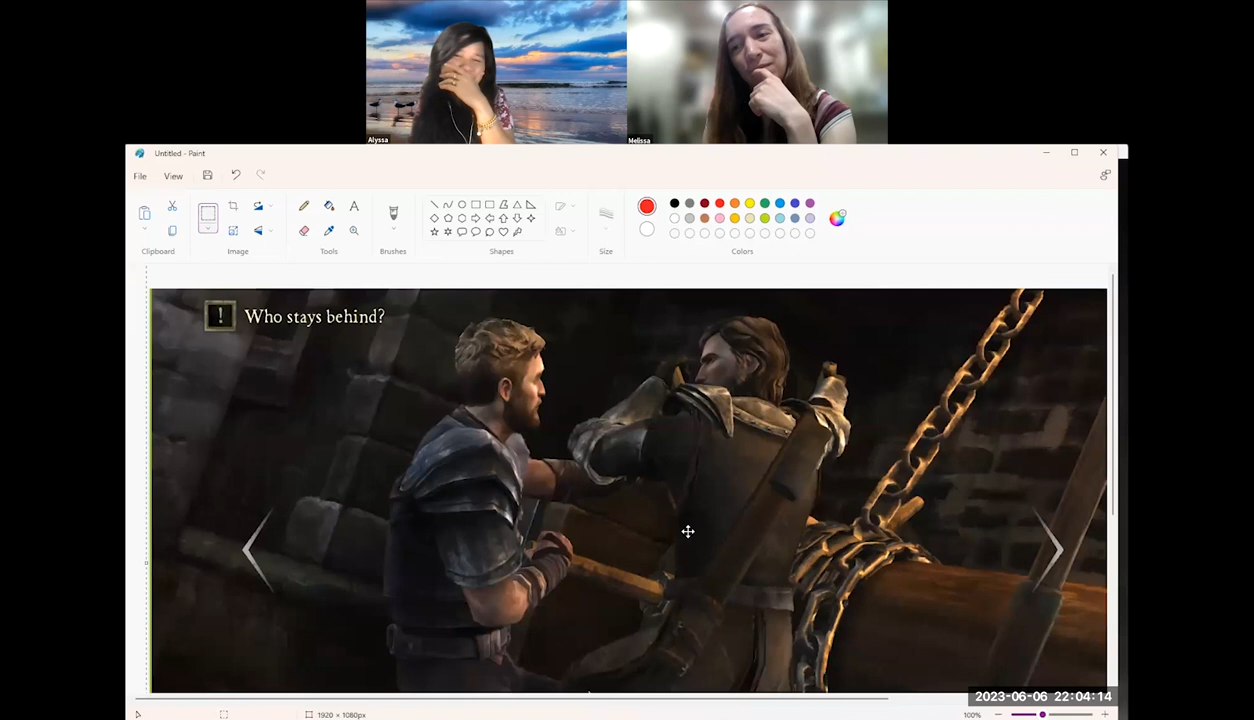 Alyssa
Melissa
Untitled - Paint
File
View
Clipboard
Image
Tools
Brushes
Shapes
Size
Colors
! Who stays behind?
2023-06-06 22:04:14
1920 × 1080px
100%